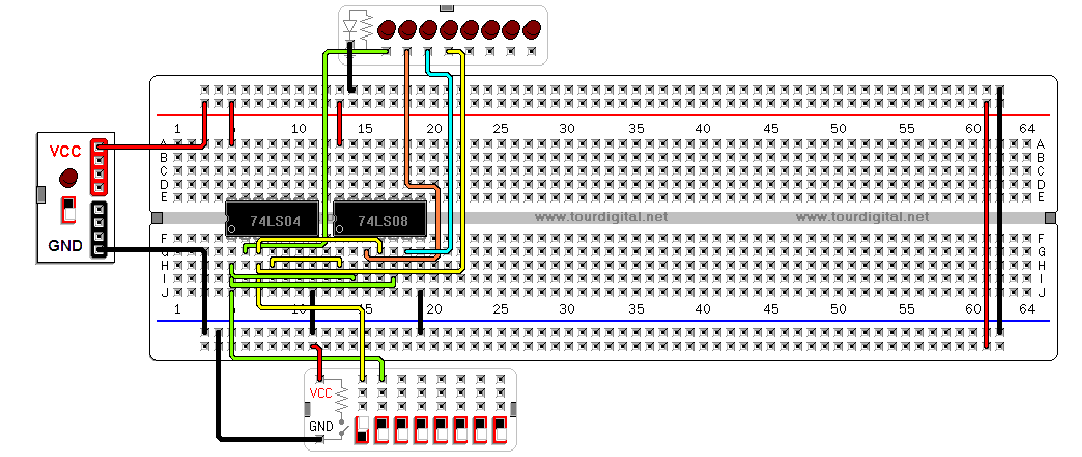 1 10 15 20 25 30 35 40 45 50 55 60 64
VCC
A A
B B
C C
D D
E E
74LS04 74LS08 www.tourdigital.net www.tourdigital.net
GND
F F
G G
H H
I I
J J
1 10 15 20 25 30 35 40 45 50 55 60 64
VCC
GND